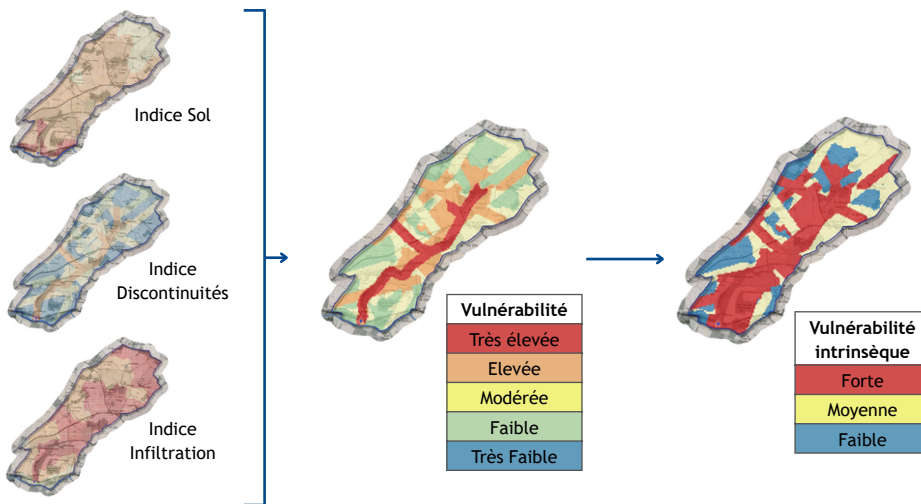 Indice Sol
Indice
Discontinuités
Indice
Infiltration
Vulnérabilité
Très élevée
Elevée
Modérée
Faible
Très Faible
Vulnérabilité
intrinsèque
Forte
Moyenne
Faible